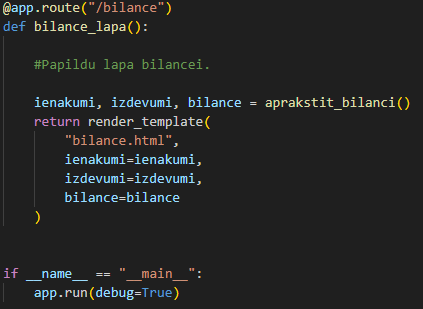 @app.route("/bilance")
def bilance_lapa():
#Papildu lapa bilancei.
ienakumi, izdevumi, bilance = aprakstit_bilanci()
return render_template(
"bilance.html",
ienakumi=ienakumi,
izdevumi=izdevumi,
bilance=bilance
)
if __name__ == "__main__":
app.run(debug=True)